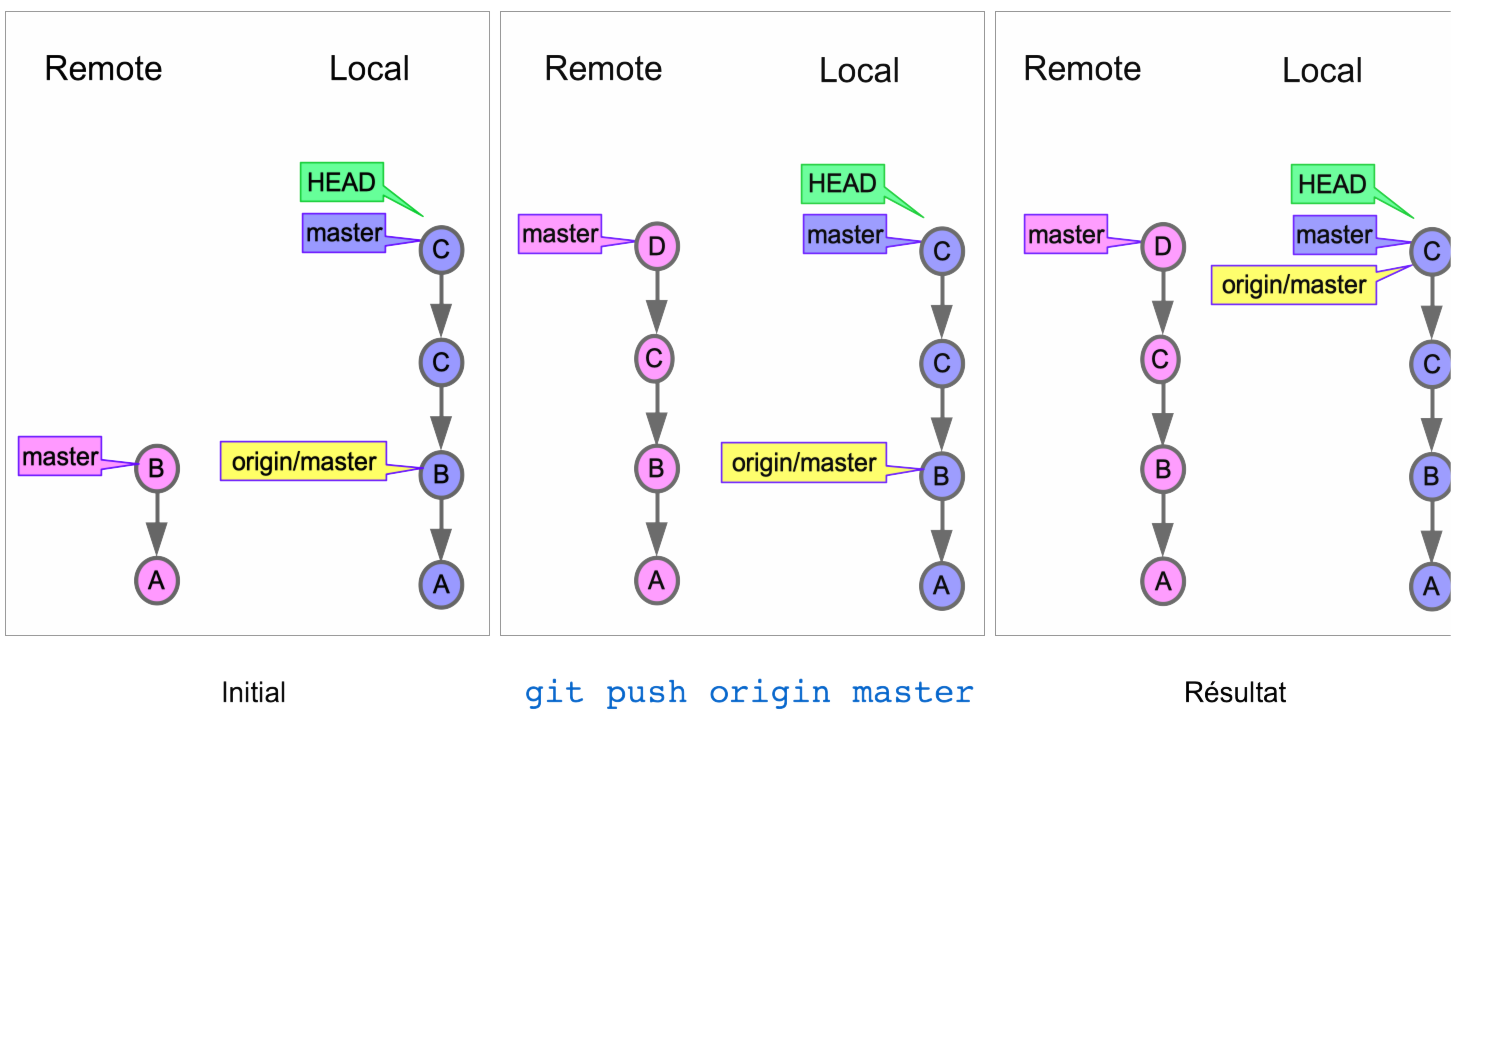 Remote Local
HEAD
master
C
C
master
B
origin/master
B
A
A
Remote Local
HEAD
master
D
master
C
C
C
B
origin/master
B
A
A
Remote Local
HEAD
master
D
master
C
origin/master
C
C
B
B
A
A
Initial
git push origin master
Résultat